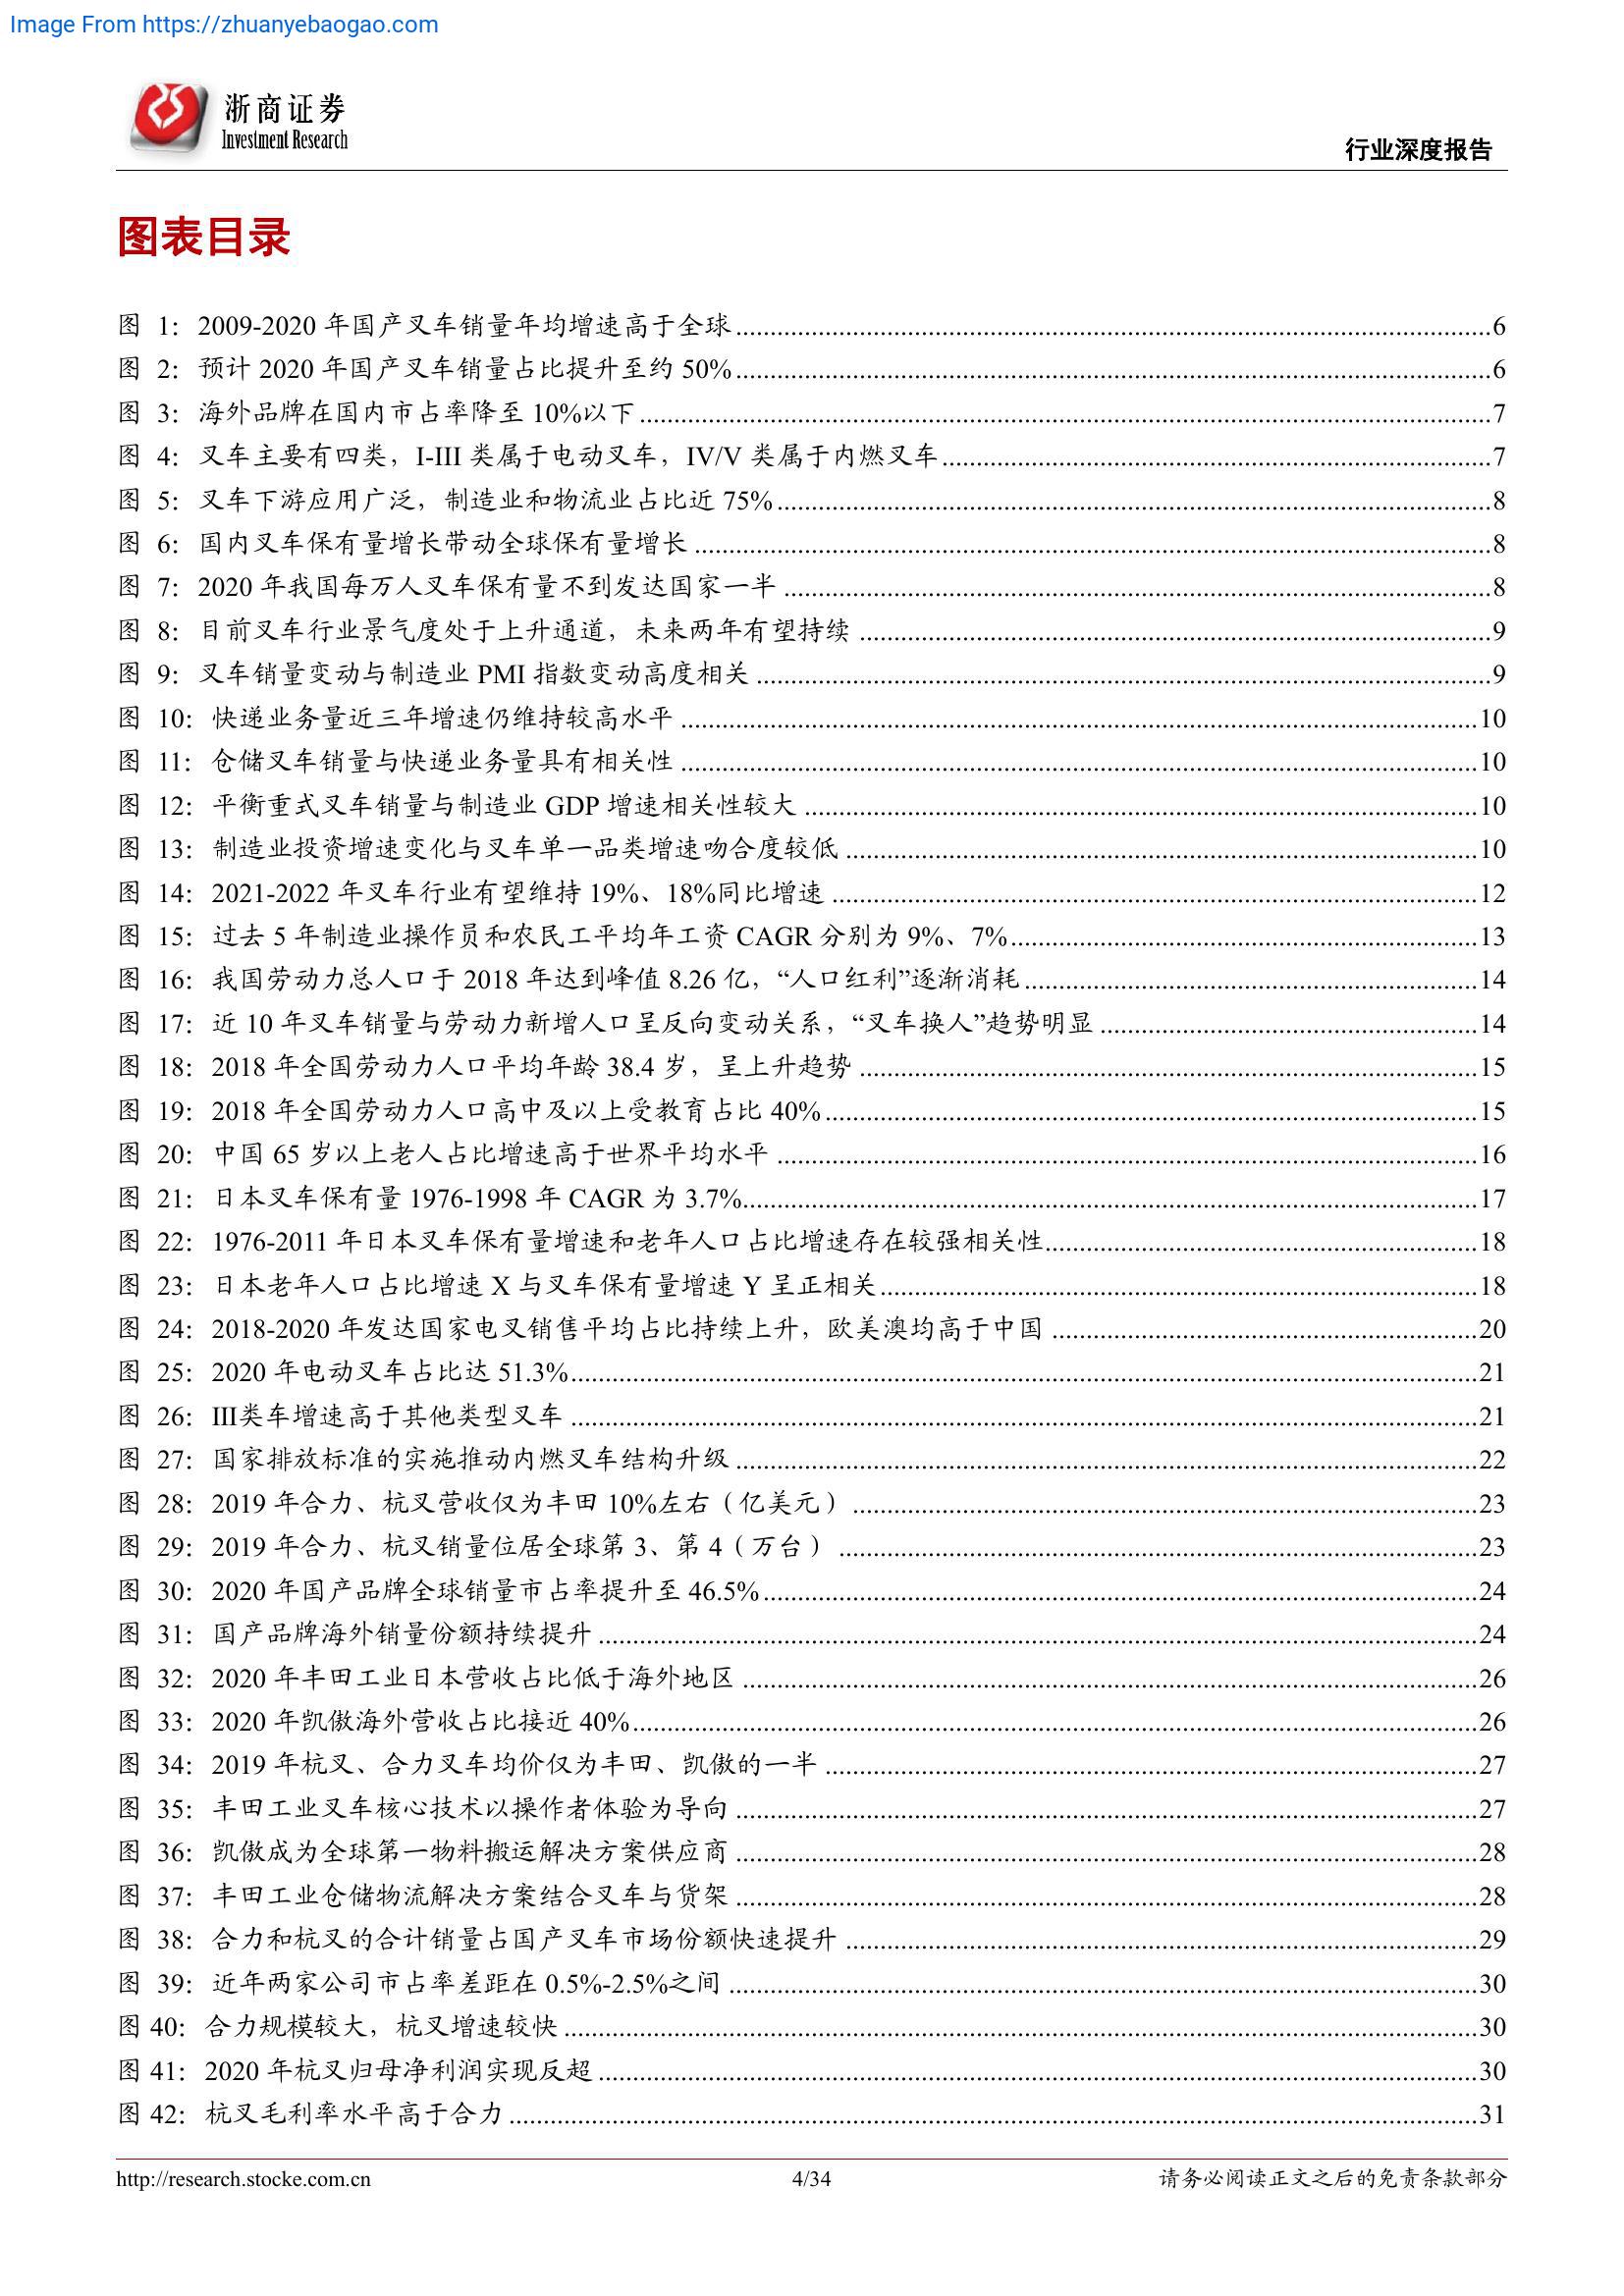 Image From https://zhuanyebaogao.com
浙商证券
Investment Research
行业深度报告
图表目录
图 1：2009-2020 年国产叉车销量年均增速高于全球 6
图 2：预计 2020 年国产叉车销量占比提升至约 50% 6
图 3：海外品牌在国内市占率降至 10%以下 7
图 4：叉车主要有四类，I-III 类属于电动叉车，IV/V 类属于内燃叉车 7
图 5：叉车下游应用广泛，制造业和物流业占比近 75% 8
图 6：国内叉车保有量增长带动全球保有量增长 8
图 7：2020 年我国每万人叉车保有量不到发达国家一半 8
图 8：目前叉车行业景气度处于上升通道，未来两年有望持续 9
图 9：叉车销量变动与制造业 PMI 指数变动高度相关 9
图 10：快递业务量近三年增速仍维持较高水平 10
图 11：仓储叉车销量与快递业务量具有相关性 10
图 12：平衡重式叉车销量与制造业 GDP 增速相关性较大 10
图 13：制造业投资增速变化与叉车单一品类增速吻合度较低 10
图 14：2021-2022 年叉车行业有望维持 19%、18%同比增速 12
图 15：过去 5 年制造业操作员和农民工平均年工资 CAGR 分别为 9%、7% 13
图 16：我国劳动力总人口于 2018 年达到峰值 8.26 亿，“人口红利”逐渐消耗 14
图 17：近 10 年叉车销量与劳动力新增人口呈反向变动关系，“叉车换人”趋势明显 14
图 18：2018 年全国劳动力人口平均年龄 38.4 岁，呈上升趋势 15
图 19：2018 年全国劳动力人口高中及以上受教育占比 40% 15
图 20：中国 65 岁以上老人占比增速高于世界平均水平 16
图 21：日本叉车保有量 1976-1998 年 CAGR 为 3.7% 17
图 22：1976-2011 年日本叉车保有量增速和老年人口占比增速存在较强相关性 18
图 23：日本老年人口占比增速 X 与叉车保有量增速 Y 呈正相关 18
图 24：2018-2020 年发达国家电叉销售平均占比持续上升，欧美澳均高于中国 20
图 25：2020 年电动叉车占比达 51.3% 21
图 26：III类车增速高于其他类型叉车 21
图 27：国家排放标准的实施推动内燃叉车结构升级 22
图 28：2019 年合力、杭叉营收仅为丰田 10%左右（亿美元） 23
图 29：2019 年合力、杭叉销量位居全球第 3、第 4（万台） 23
图 30：2020 年国产品牌全球销量市占率提升至 46.5% 24
图 31：国产品牌海外销量份额持续提升 24
图 32：2020 年丰田工业日本营收占比低于海外地区 26
图 33：2020 年凯傲海外营收占比接近 40% 26
图 34：2019 年杭叉、合力叉车均价仅为丰田、凯傲的一半 27
图 35：丰田工业叉车核心技术以操作者体验为导向 27
图 36：凯傲成为全球第一物料搬运解决方案供应商 28
图 37：丰田工业仓储物流解决方案结合叉车与货架 28
图 38：合力和杭叉的合计销量占国产叉车市场份额快速提升 29
图 39：近年两家公司市占率差距在 0.5%-2.5%之间 30
图 40：合力规模较大，杭叉增速较快 30
图 41：2020 年杭叉归母净利润实现反超 30
图 42：杭叉毛利率水平高于合力 31
http://research.stocke.com.cn
4/34
请务必阅读正文之后的免责条款部分